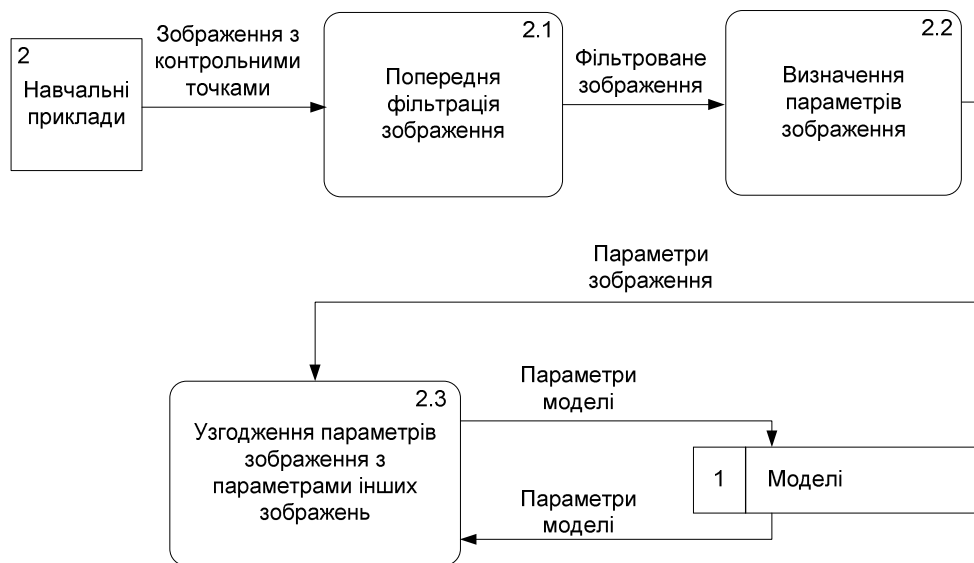 2
Навчальні
приклади
Зображення з
контрольними
точками
2.1
Попередня
фільтрація
зображення
Фільтроване
зображення
2.2
Визначення
параметрів
зображення
Параметри
зображення
2.3
Узгодження параметрів
зображення з
параметрами інших
зображень
Параметри
моделі
1 Моделі
Параметри
моделі